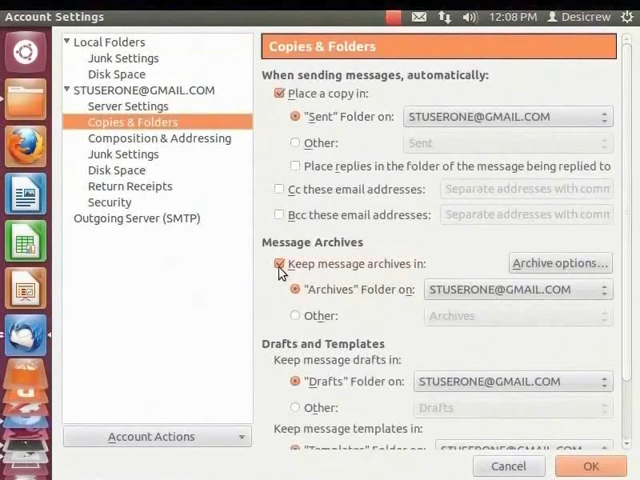 Account Settings
12:08 PM
Desicrew
Local Folders
Junk Settings
Disk Space
STUSERONE@GMAIL.COM
Server Settings
Copies & Folders
Composition & Addressing
Junk Settings
Disk Space
Return Receipts
Security
Outgoing Server (SMTP)
Account Actions
Copies & Folders
When sending messages, automatically:
Place a copy in:
"Sent" Folder on: STUSERONE@GMAIL.COM
Other: Sent
Place replies in the folder of the message being replied to
Cc these email addresses: Separate addresses with comm
Bcc these email addresses: Separate addresses with comm
Message Archives
Keep message archives in: Archive options...
"Archives" Folder on: STUSERONE@GMAIL.COM
Other: Archives
Drafts and Templates
Keep message drafts in:
"Drafts" Folder on: STUSERONE@GMAIL.COM
Other: Drafts
Keep message templates in:
"Templates" Folder on: STUSERONE@GMAIL.COM
Cancel OK